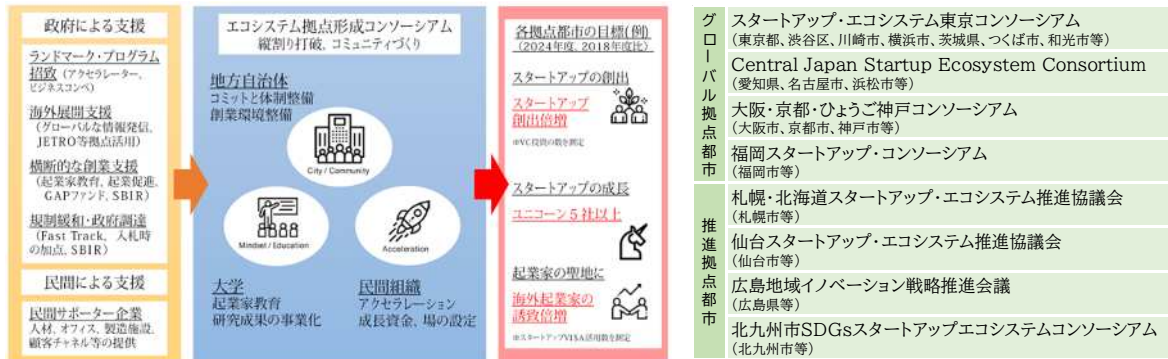 政府による支援
ランドマーク・プログラム
招致（アクセラレーター、
ビジネスコンペ）
海外展開支援
（グローバルな情報発信、
JETRO等拠点活用）
横断的な創業支援
（起業家教育、起業促進、
GAPファンド、SBIR）
規制緩和・政府調達
（Fast Track、入札時
の加点、SBIR）
民間による支援
民間サポーター企業
人材、オフィス、製造施設、
顧客チャネル等の提供
エコシステム拠点形成コンソーシアム
縦割り打破、コミュニティづくり
地方自治体
コミットと体制整備
創業環境整備
City / Community
Mindset / Education
Acceleration
大学
起業家教育
研究成果の事業化
民間組織
アクセラレーション
成長資金、場の設定
各拠点都市の目標(例)
（2024年度、2018年度比）
スタートアップの創出
スタートアップ
創出倍増
※VC投資の数を測定
スタートアップの成長
ユニコーン5社以上
起業家の聖地に
海外起業家の
誘致倍増
※スタートアップVISA活用数を測定
グローバル拠点都市
スタートアップ・エコシステム東京コンソーシアム
（東京都、渋谷区、川崎市、横浜市、茨城県、つくば市、和光市等）
Central Japan Startup Ecosystem Consortium
（愛知県、名古屋市、浜松市等）
大阪・京都・ひょうご神戸コンソーシアム
（大阪市、京都市、神戸市等）
福岡スタートアップ・コンソーシアム
（福岡市等）
推進拠点都市
札幌・北海道スタートアップ・エコシステム推進協議会
（札幌市等）
仙台スタートアップ・エコシステム推進協議会
（仙台市等）
広島地域イノベーション戦略推進会議
（広島県等）
北九州市SDGsスタートアップエコシステムコンソーシアム
（北九州市等）